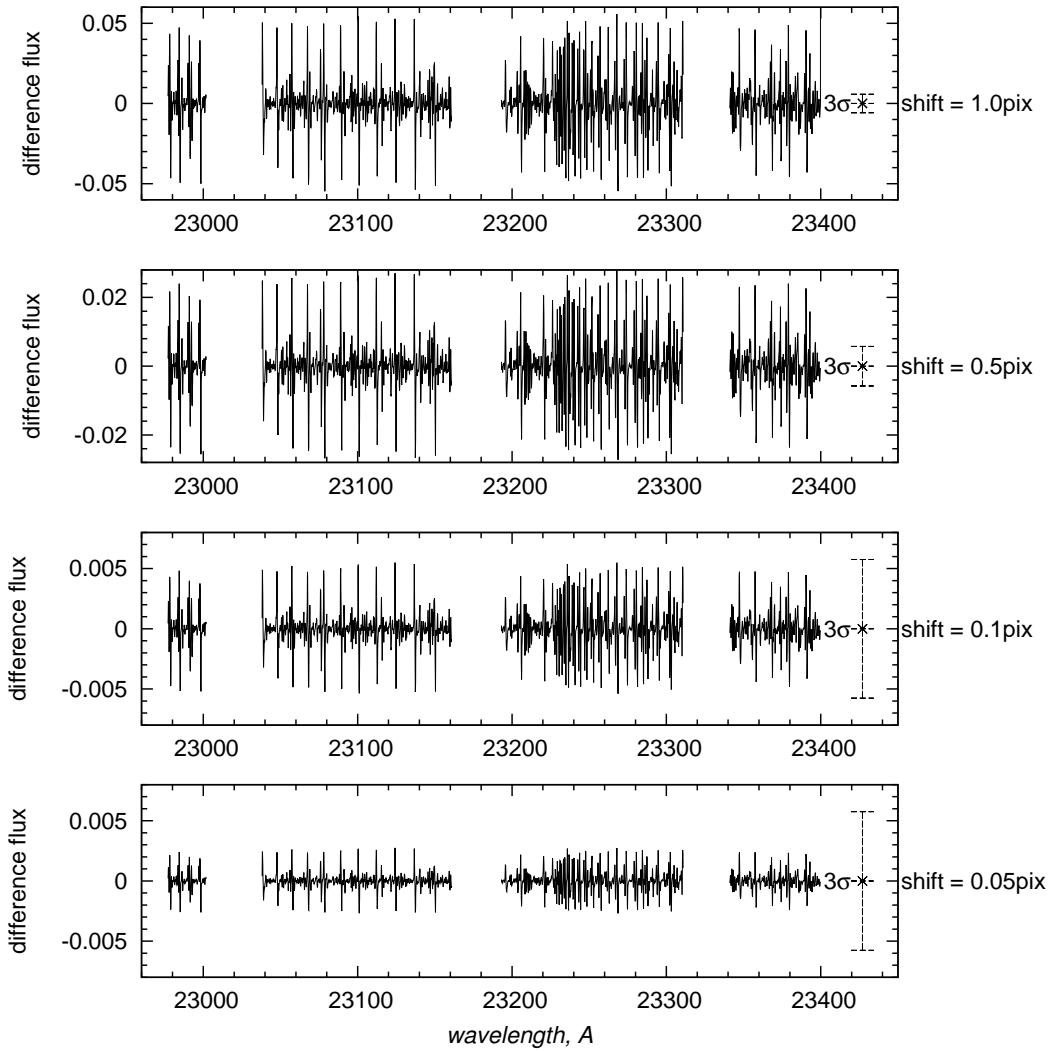 difference flux
0.05
0
-0.05
3σ
shift = 1.0pix
23000 23100 23200 23300 23400
difference flux
0.02
0
-0.02
3σ
shift = 0.5pix
23000 23100 23200 23300 23400
difference flux
0.005
0
-0.005
3σ
shift = 0.1pix
23000 23100 23200 23300 23400
difference flux
0.005
0
-0.005
3σ
shift = 0.05pix
23000 23100 23200 23300 23400
wavelength, A